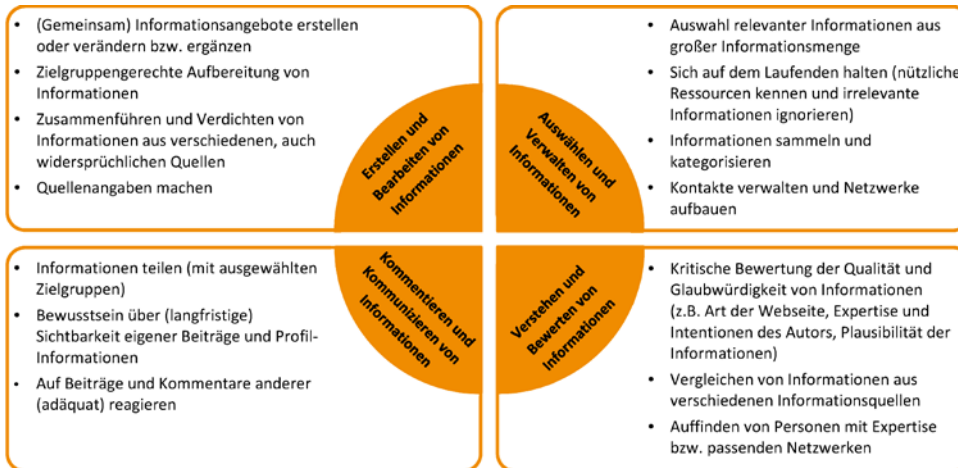 • (Gemeinsam) Informationsangebote erstellen
oder verändern bzw. ergänzen
• Zielgruppengerechte Aufbereitung von
Informationen
• Zusammenführen und Verdichten von
Informationen aus verschiedenen, auch
widersprüchlichen Quellen
• Quellenangaben machen
Erstellen und
Bearbeiten von
Informationen
• Auswahl relevanter Informationen aus
großer Informationsmenge
• Sich auf dem Laufenden halten (nützliche
Ressourcen kennen und irrelevante
Informationen ignorieren)
• Informationen sammeln und
kategorisieren
• Kontakte verwalten und Netzwerke
aufbauen
Auswählen und
Verwalten von
Informationen
• Informationen teilen (mit ausgewählten
Zielgruppen)
• Bewusstsein über (langfristige)
Sichtbarkeit eigener Beiträge und Profil-
Informationen
• Auf Beiträge und Kommentare anderer
(adäquat) reagieren
Kommentieren und
Kommunizieren von
Informationen
• Kritische Bewertung der Qualität und
Glaubwürdigkeit von Informationen
(z.B. Art der Webseite, Expertise und
Intentionen des Autors, Plausibilität der
Informationen)
• Vergleichen von Informationen aus
verschiedenen Informationsquellen
• Auffinden von Personen mit Expertise
bzw. passenden Netzwerken
Verstehen und
Bewerten von
Informationen